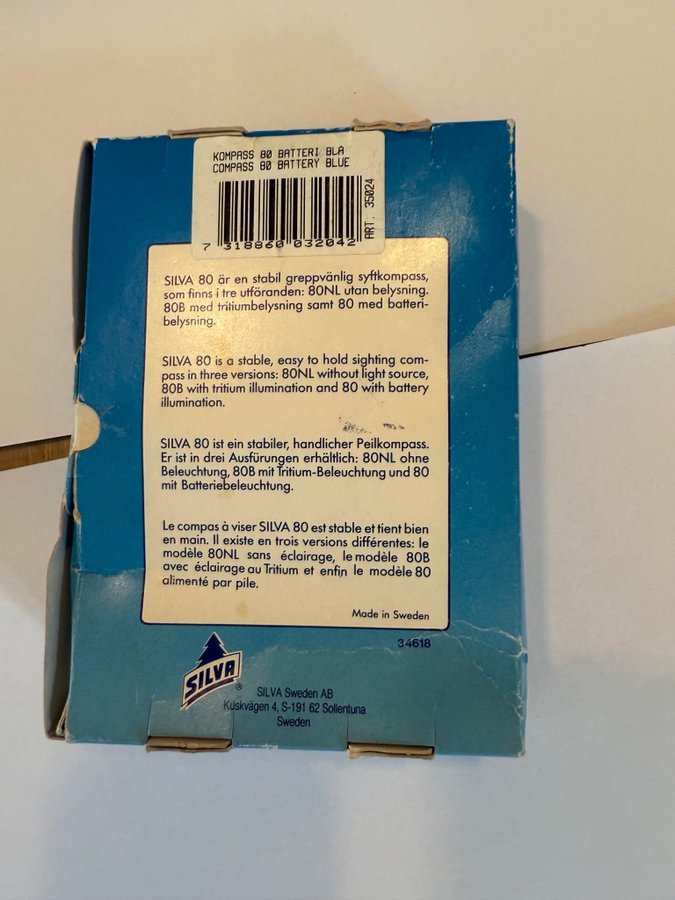 KOMPASS 80 BATTERI BLÅ
COMPASS 80 BATTERY BLUE
ART. 35024
7 318860 032042
SILVA 80 är en stabil greppvänlig syftkompass,
som finns i tre utföranden: 80NL utan belysning.
80B med tritiumbelysning samt 80 med batteri-
belysning.
SILVA 80 is a stable, easy to hold sighting com-
pass in three versions: 80NL without light source,
80B with tritium illumination and 80 with battery
illumination.
SILVA 80 ist ein stabiler, handlicher Peilkompass.
Er ist in drei Ausfürungen erhältlich: 80NL ohne
Beleuchtung, 80B mit Tritium-Beleuchtung und 80
mit Batteriebeleuchtung.
Le compas à viser SILVA 80 est stable et tient bien
en main. Il existe en trois versions différentes: le
modèle 80NL sans éclairage, le modèle 80B
avec éclairage au Tritium et enfin le modèle 80
alimenté par pile.
Made in Sweden
34618
SILVA ®
SILVA Sweden AB
Kuskvägen 4, S-191 62 Sollentuna
Sweden